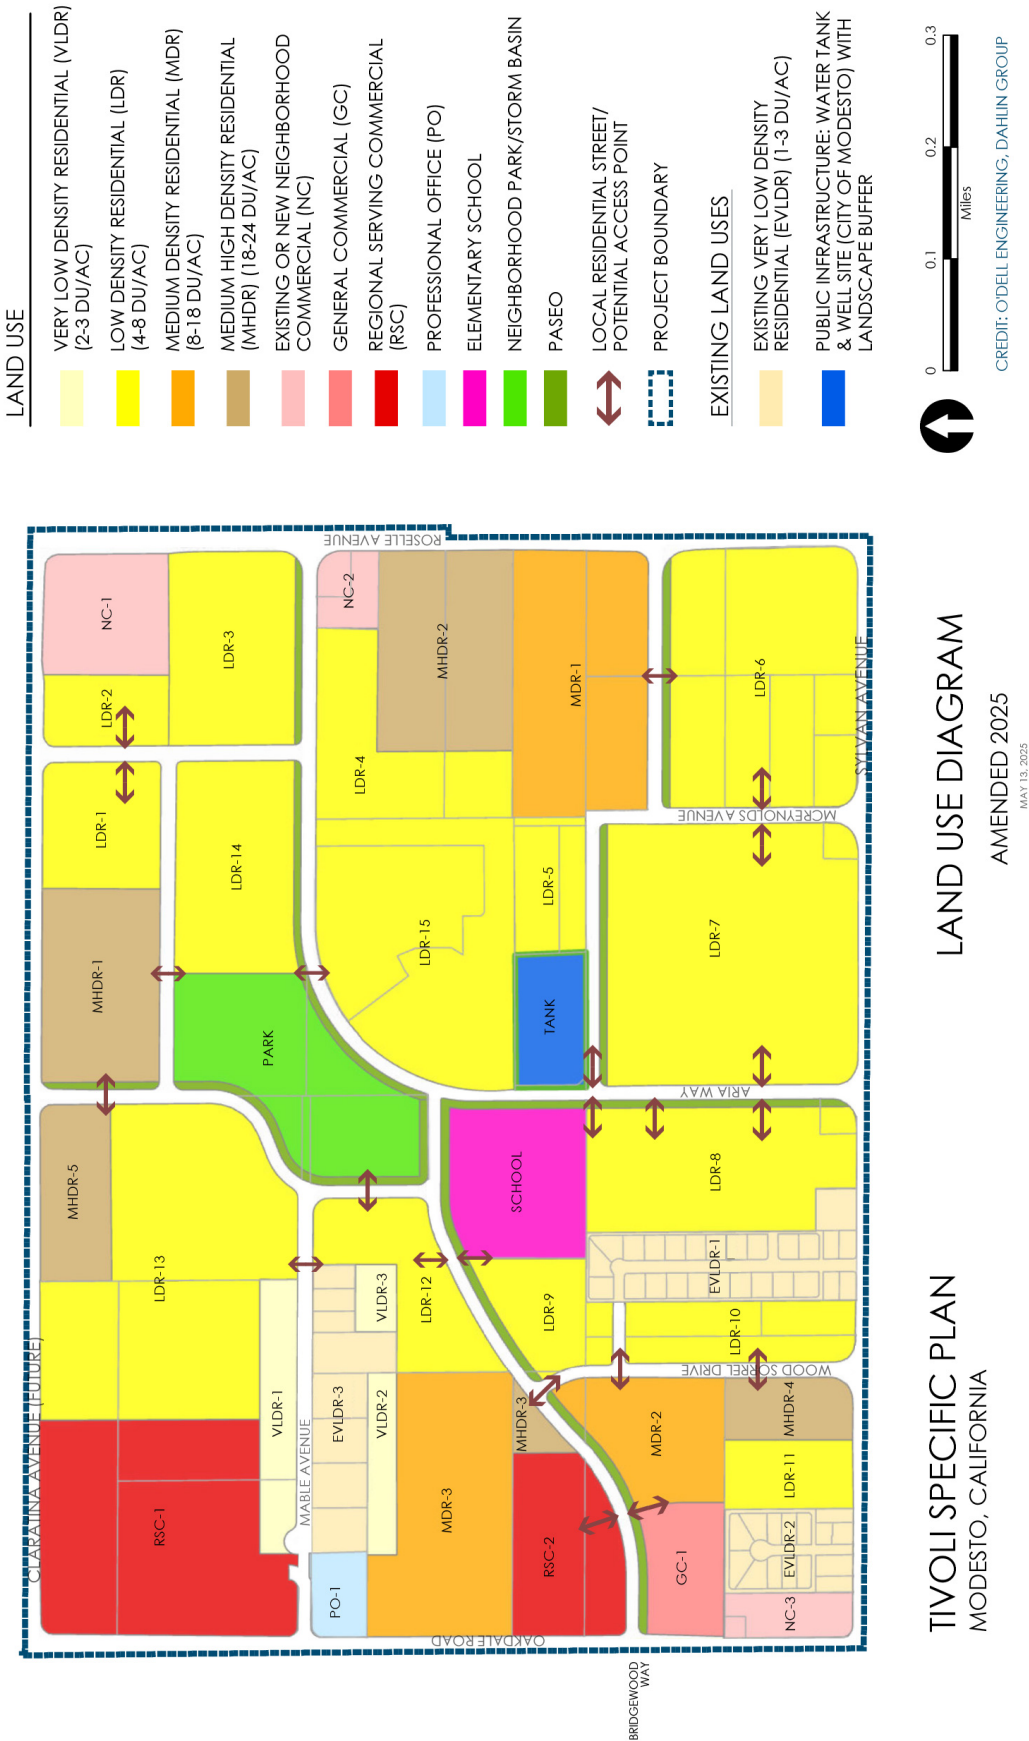 CLARATINA AVENUE (FUTURE)
RSC-1
LDR-13
MHDR-5
MHDR-1
LDR-1
LDR-2
NC-1
VLDR-1
LDR-14
LDR-3
MABLE AVENUE
PARK
ROSELLE AVENUE
PO-1
EVLDR-3
VLDR-3
VLDR-2
LDR-12
LDR-15
LDR-4
NC-2
MDR-3
MHDR-2
OAKDALE ROAD
RSC-2
MHDR-3
LDR-9
SCHOOL
TANK
LDR-5
MDR-1
BRIDGEWOOD
WAY
GC-1
MDR-2
WOOD SORREL DRIVE
ARIA WAY
MCREYNOLDS AVENUE
LDR-10
EVLDR-1
LDR-8
LDR-7
LDR-6
NC-3
EVLDR-2
LDR-11
MHDR-4
SYLVAN AVENUE
LAND USE
VERY LOW DENSITY RESIDENTIAL (VLDR)
(2-3 DU/AC)
LOW DENSITY RESIDENTIAL (LDR)
(4-8 DU/AC)
MEDIUM DENSITY RESIDENTIAL (MDR)
(8-18 DU/AC)
MEDIUM HIGH DENSITY RESIDENTIAL
(MHDR) (18-24 DU/AC)
EXISTING OR NEW NEIGHBORHOOD
COMMERCIAL (NC)
GENERAL COMMERCIAL (GC)
REGIONAL SERVING COMMERCIAL
(RSC)
PROFESSIONAL OFFICE (PO)
ELEMENTARY SCHOOL
NEIGHBORHOOD PARK/STORM BASIN
PASEO
LOCAL RESIDENTIAL STREET/
POTENTIAL ACCESS POINT
PROJECT BOUNDARY
EXISTING LAND USES
EXISTING VERY LOW DENSITY
RESIDENTIAL (EVLDR) (1-3 DU/AC)
PUBLIC INFRASTRUCTURE: WATER TANK
& WELL SITE (CITY OF MODESTO) WITH
LANDSCAPE BUFFER
0 0.1 0.2 0.3
Miles
CREDIT: O'DELL ENGINEERING, DAHLIN GROUP
TIVOLI SPECIFIC PLAN
MODESTO, CALIFORNIA
LAND USE DIAGRAM
AMENDED 2025
MAY 13, 2025